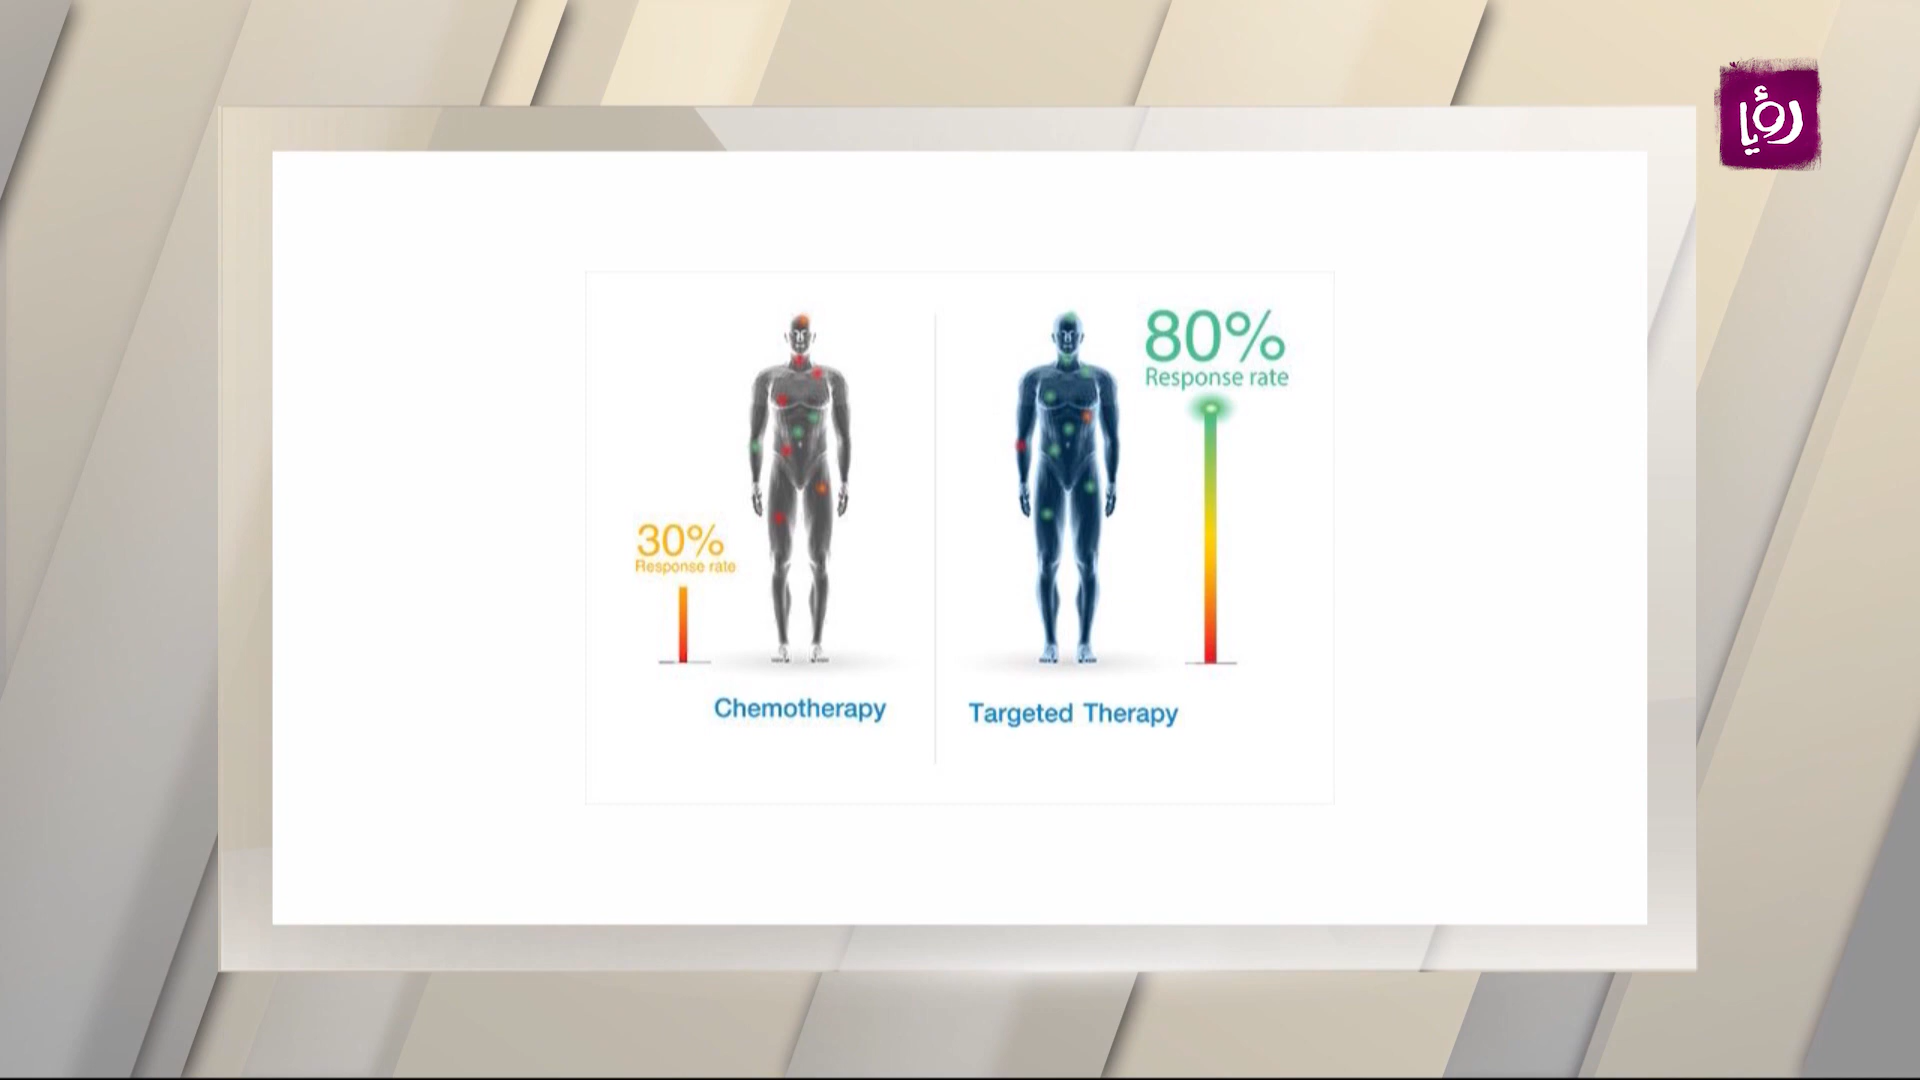 رؤيا
80%
Response rate
30%
Response rate
Chemotherapy
Targeted Therapy